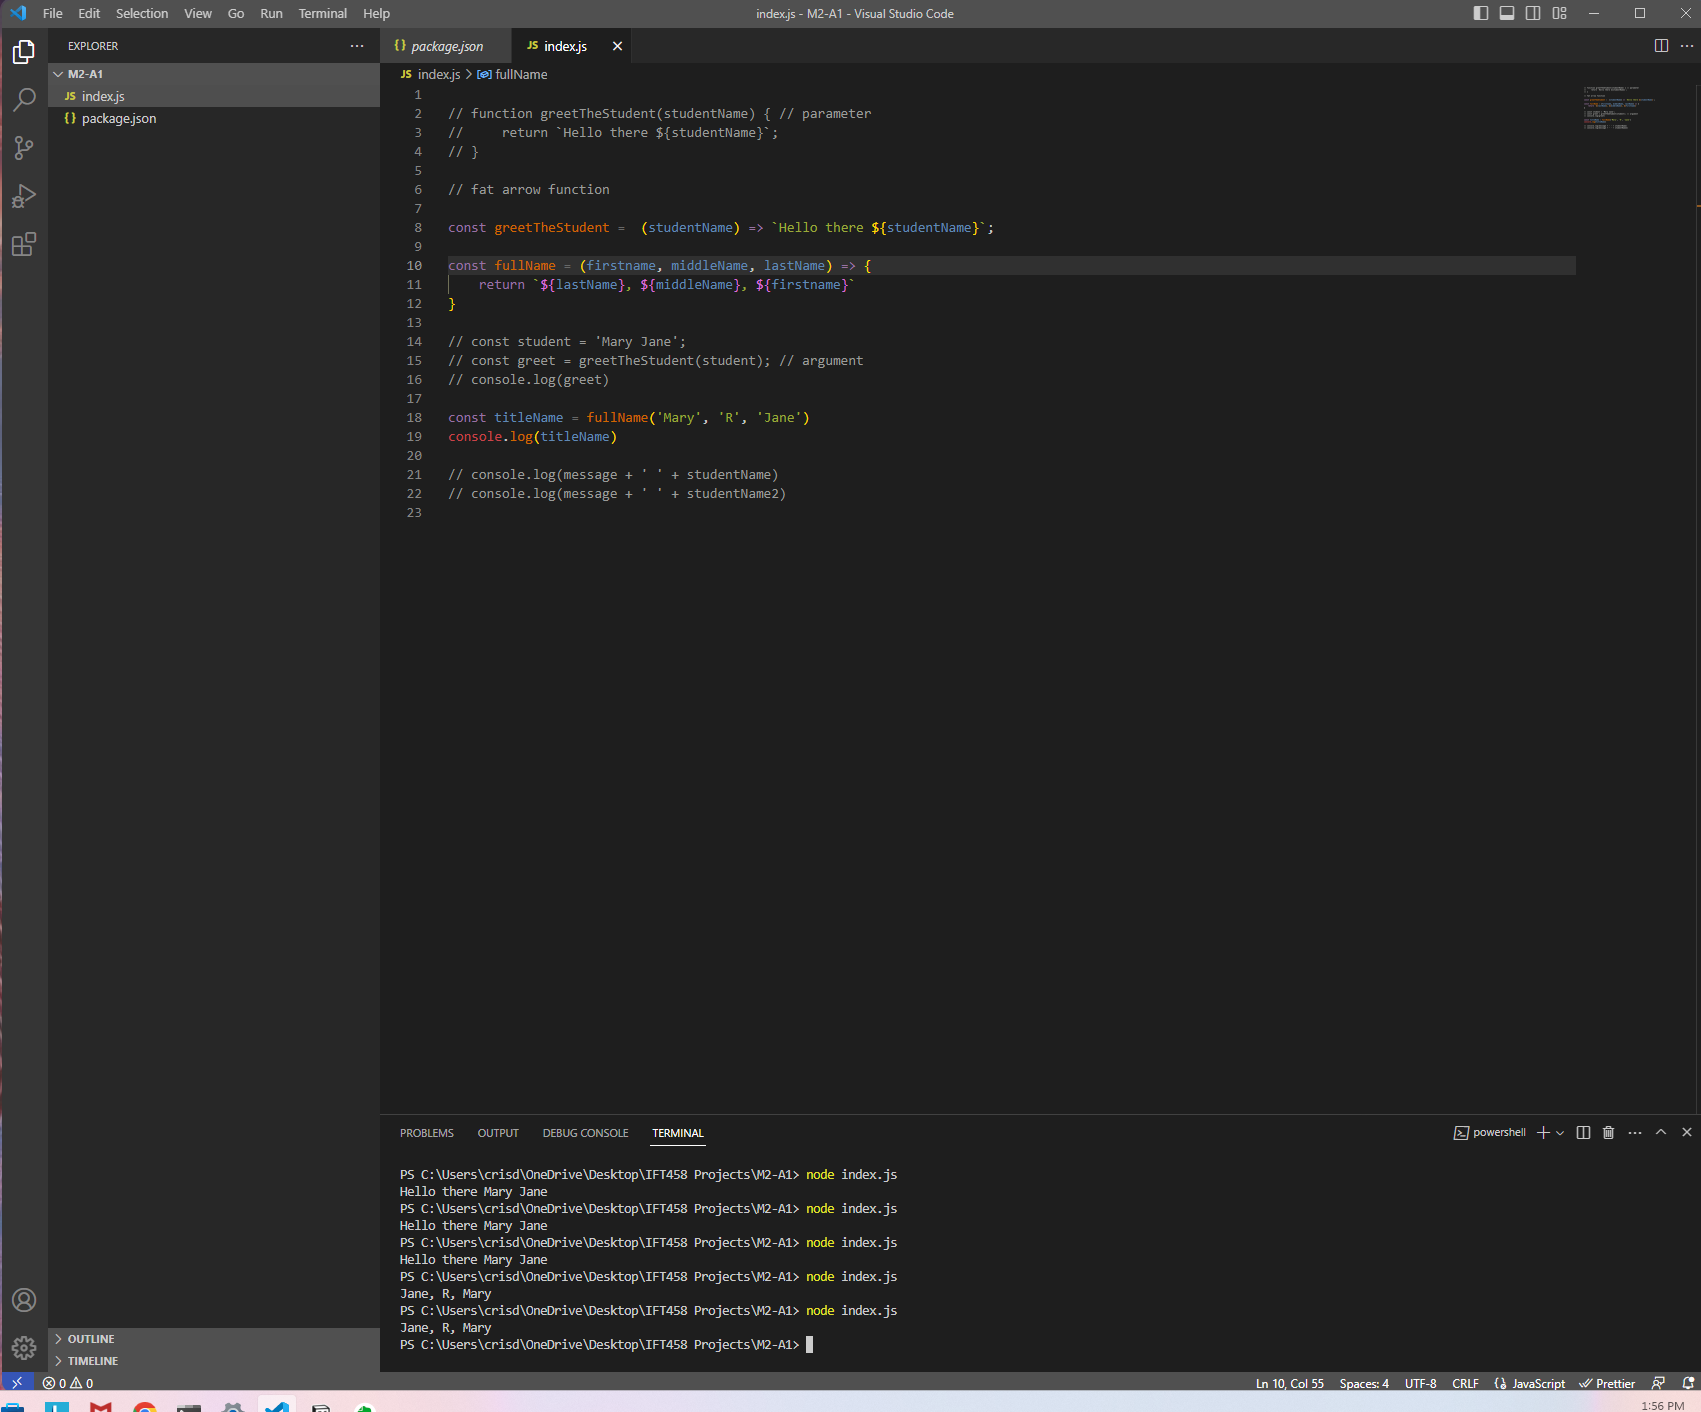 File Edit Selection View Go Run Terminal Help
index.js - M2-A1 - Visual Studio Code
EXPLORER
M2-A1
JS index.js
{} package.json
{} package.json
JS index.js
JS index.js > fullName
1
2 // function greetTheStudent(studentName) { // parameter
3 //     return `Hello there ${studentName}`;
4 // }
5
6 // fat arrow function
7
8 const greetTheStudent =  (studentName) => `Hello there ${studentName}`;
9
10 const fullName = (firstname, middleName, lastName) => {
11     return `${lastName}, ${middleName}, ${firstname}`
12 }
13
14 // const student = 'Mary Jane';
15 // const greet = greetTheStudent(student); // argument
16 // console.log(greet)
17
18 const titleName = fullName('Mary', 'R', 'Jane')
19 console.log(titleName)
20
21 // console.log(message + ' ' + studentName)
22 // console.log(message + ' ' + studentName2)
23
PROBLEMS OUTPUT DEBUG CONSOLE TERMINAL
powershell
PS C:\Users\crisd\OneDrive\Desktop\IFT458 Projects\M2-A1> node index.js
Hello there Mary Jane
PS C:\Users\crisd\OneDrive\Desktop\IFT458 Projects\M2-A1> node index.js
Hello there Mary Jane
PS C:\Users\crisd\OneDrive\Desktop\IFT458 Projects\M2-A1> node index.js
Hello there Mary Jane
PS C:\Users\crisd\OneDrive\Desktop\IFT458 Projects\M2-A1> node index.js
Jane, R, Mary
PS C:\Users\crisd\OneDrive\Desktop\IFT458 Projects\M2-A1> node index.js
Jane, R, Mary
PS C:\Users\crisd\OneDrive\Desktop\IFT458 Projects\M2-A1>
OUTLINE
TIMELINE
0 0
Ln 10, Col 55 Spaces: 4 UTF-8 CRLF JavaScript Prettier
1:56 PM